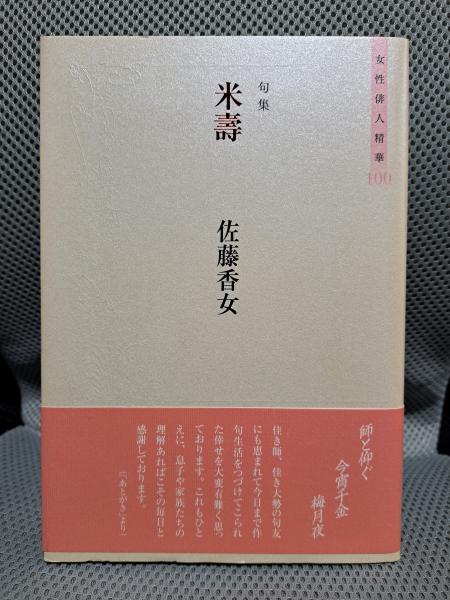 女性俳人精華
100
句集
米壽
佐藤香女
師と仰ぐ
今宵千金
梅月夜
佳き師、佳き大勢の句友
にも恵まれて今日まで作
句生活をつづけてこられ
た倖せを大変有難く思っ
ております。これもひと
えに、息子や家族たちの
理解あればこその毎日と
感謝しております。
(「あとがき」より)